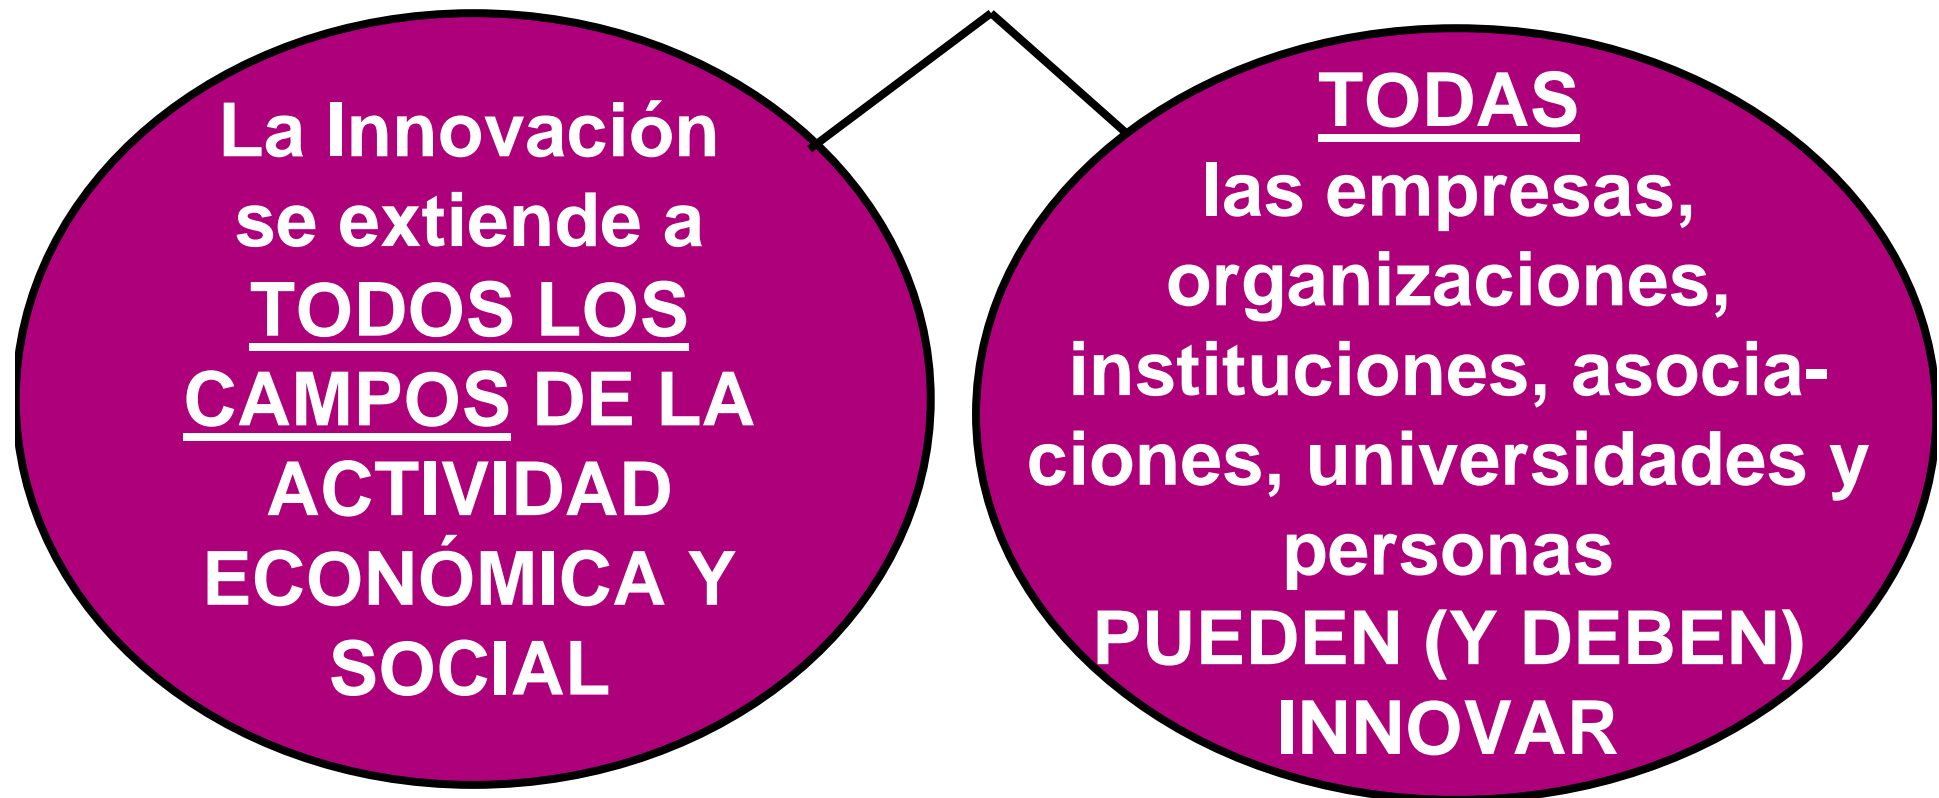 La Innovación
se extiende a
TODOS LOS
CAMPOS DE LA
ACTIVIDAD
ECONÓMICA Y
SOCIAL
TODAS
las empresas,
organizaciones,
instituciones, asocia-
ciones, universidades y
personas
PUEDEN (Y DEBEN)
INNOVAR